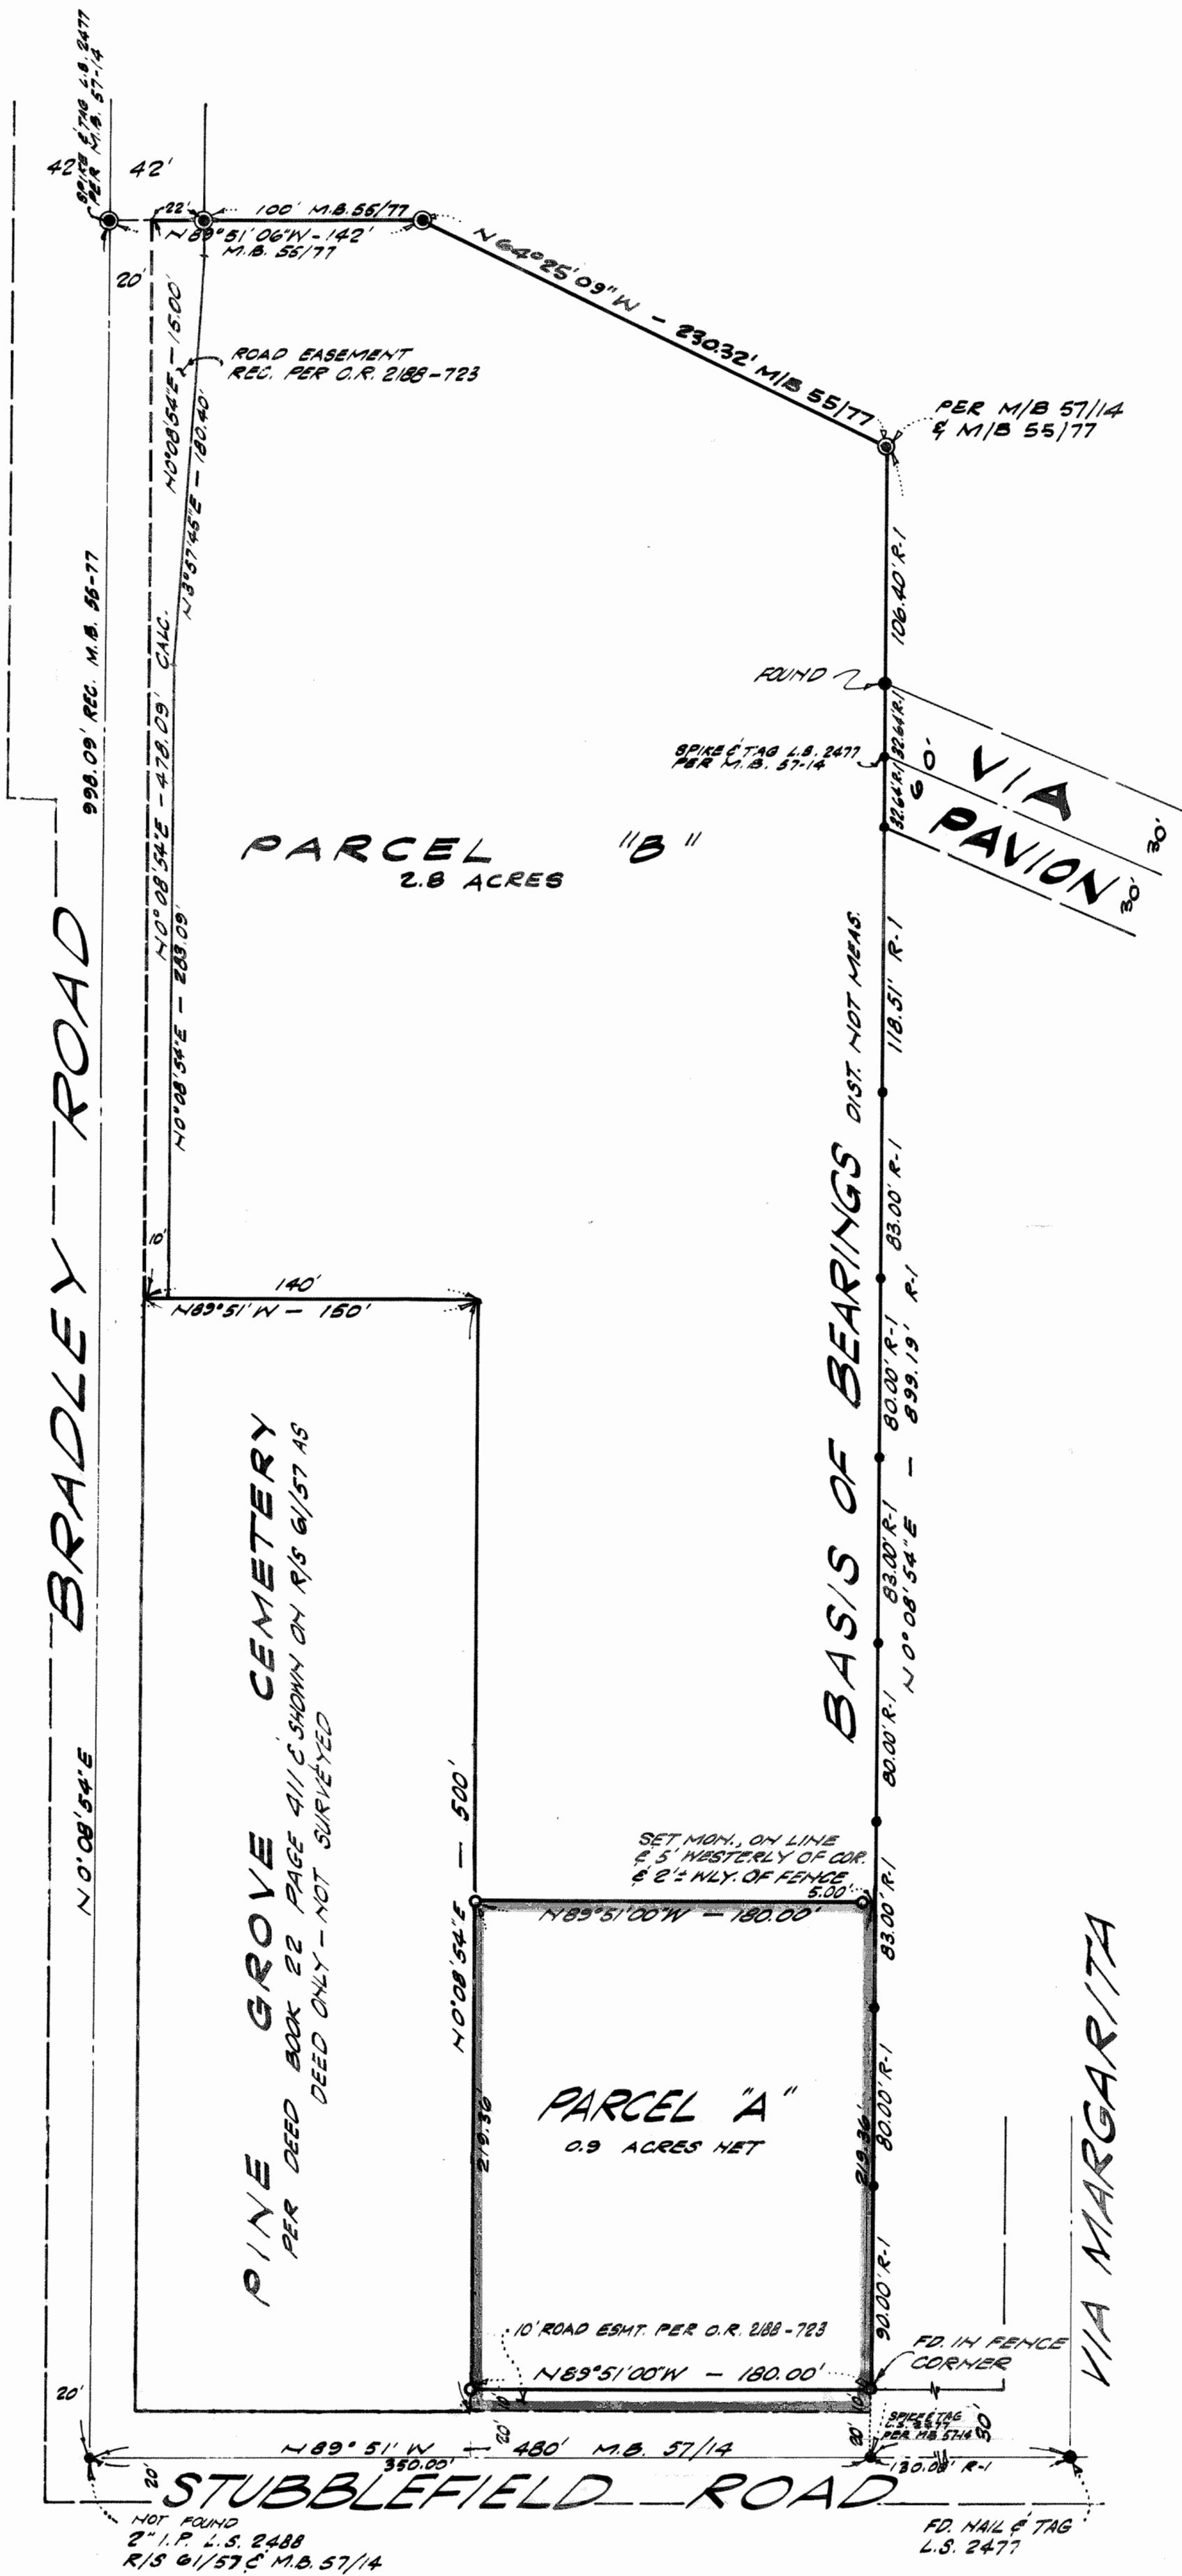 SPIKE & TAG L.S. 2477
PER M.B. 57-14
42'
42'
22'
100' M.B. 55/77
N 89°51'06"W - 142'
M.B. 55/77
20'
N 64°25'09"W - 230.32' M/B 55/77
N0°08'54"E - 15.00'
ROAD EASEMENT
REC. PER O.R. 2188-723
N3°57'45"E - 180.40'
PER M/B 57/14
& M/B 55/77
106.40' R-1
998.09' REC. M.B. 55-77
N0°08'54"E - 478.09' CALC.
FOUND
SPIKE & TAG L.S. 2477
PER M.B. 57-14
32.64' R-1
32.64' R-1
60'
VIA
PAVION
30'
30'
PARCEL "B"
2.8 ACRES
N0°08'54"E - 283.09'
118.51' R-1
BRADLEY ROAD
BASIS OF BEARINGS DIST. NOT MEAS.
83.00' R-1
10'
140'
N89°51'W - 150'
80.00' R-1
N0°08'54"E - 899.19' R-1
83.00' R-1
80.00' R-1
PINE GROVE CEMETERY
PER DEED BOOK 22 PAGE 411 & SHOWN ON R/S 61/57 AS
DEED ONLY - NOT SURVEYED
N0°08'54"E
N0°08'54"E - 500'
SET MON., ON LINE
& 5' WESTERLY OF COR.
& 2'± WLY. OF FENCE
5.00'
N89°51'00"W - 180.00'
83.00' R-1
VIA MARGARITA
PARCEL "A"
0.9 ACRES NET
219.36'
219.36'
80.00' R-1
90.00' R-1
10' ROAD ESMT. PER O.R. 2188-723
N89°51'00"W - 180.00'
FD. IN FENCE
CORNER
10'
10'
20'
20'
20'
20'
SPIKE & TAG
L.S. 2477
PER MB 57-14
30'
N89°51'W - 480' M.B. 57/14
350.00'
130.00' R-1
STUBBLEFIELD ROAD
NOT FOUND
2" I.P. L.S. 2488
R/S 61/57 & M.B. 57/14
FD. NAIL & TAG
L.S. 2477